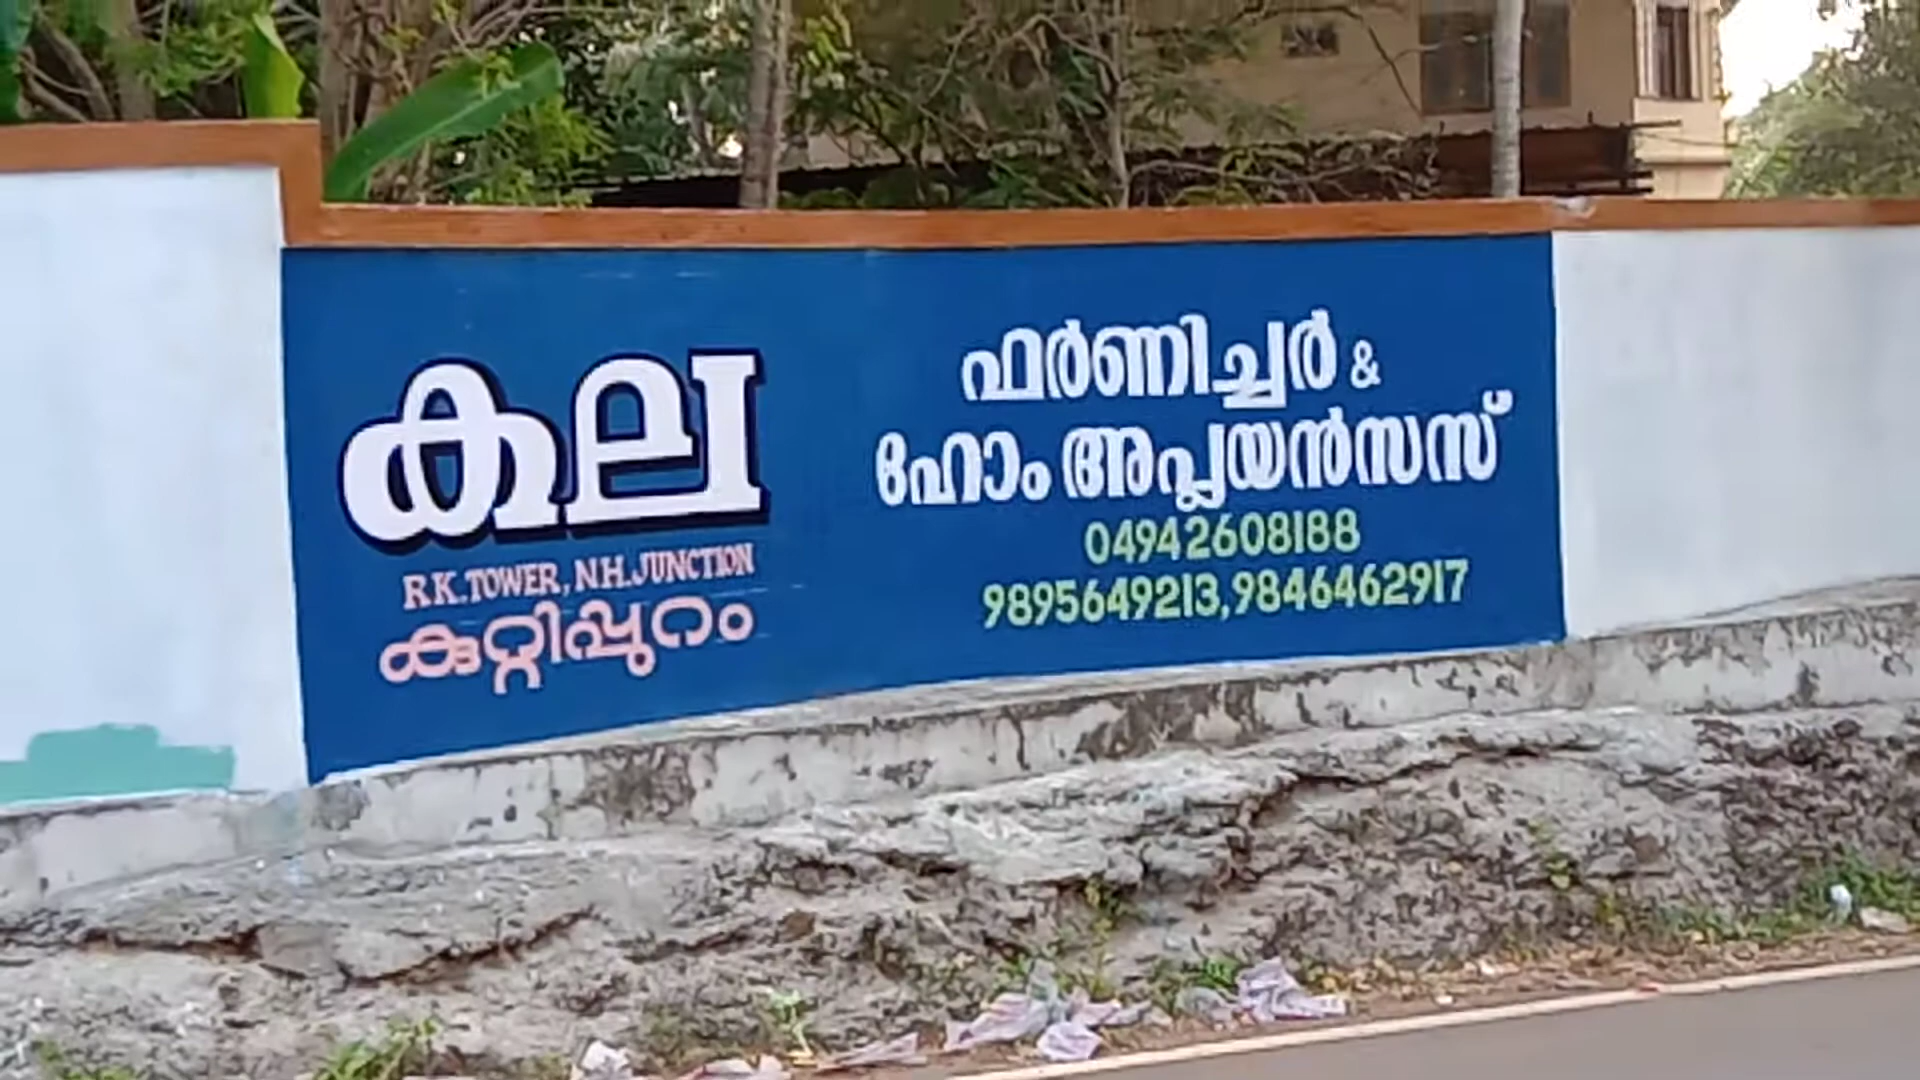 കല
R.K.TOWER, N.H.JUNCTION
കുറ്റിപ്പുറം
ഫർണിച്ചർ &
ഹോം അപ്ലയൻസസ്
04942608188
9895649213,9846462917